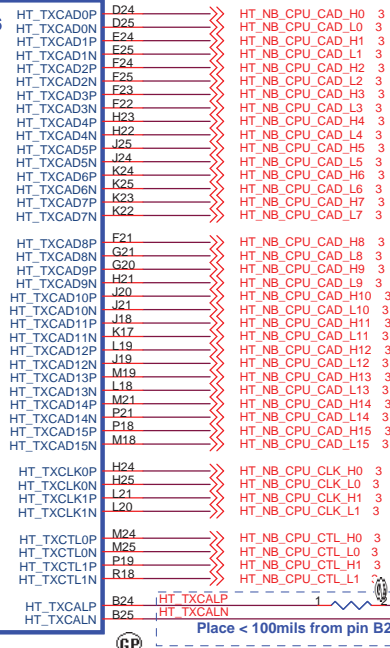 HT_TXCAD0P D24 HT_NB_CPU_CAD_H0 3
HT_TXCAD0N D25 HT_NB_CPU_CAD_L0 3
HT_TXCAD1P E24 HT_NB_CPU_CAD_H1 3
HT_TXCAD1N E25 HT_NB_CPU_CAD_L1 3
HT_TXCAD2P F24 HT_NB_CPU_CAD_H2 3
HT_TXCAD2N F25 HT_NB_CPU_CAD_L2 3
HT_TXCAD3P F23 HT_NB_CPU_CAD_H3 3
HT_TXCAD3N F22 HT_NB_CPU_CAD_L3 3
HT_TXCAD4P H23 HT_NB_CPU_CAD_H4 3
HT_TXCAD4N H22 HT_NB_CPU_CAD_L4 3
HT_TXCAD5P J25 HT_NB_CPU_CAD_H5 3
HT_TXCAD5N J24 HT_NB_CPU_CAD_L5 3
HT_TXCAD6P K24 HT_NB_CPU_CAD_H6 3
HT_TXCAD6N K25 HT_NB_CPU_CAD_L6 3
HT_TXCAD7P K23 HT_NB_CPU_CAD_H7 3
HT_TXCAD7N K22 HT_NB_CPU_CAD_L7 3
HT_TXCAD8P F21 HT_NB_CPU_CAD_H8 3
HT_TXCAD8N G21 HT_NB_CPU_CAD_L8 3
HT_TXCAD9P G20 HT_NB_CPU_CAD_H9 3
HT_TXCAD9N H21 HT_NB_CPU_CAD_L9 3
HT_TXCAD10P J20 HT_NB_CPU_CAD_H10 3
HT_TXCAD10N J21 HT_NB_CPU_CAD_L10 3
HT_TXCAD11P J18 HT_NB_CPU_CAD_H11 3
HT_TXCAD11N K17 HT_NB_CPU_CAD_L11 3
HT_TXCAD12P L19 HT_NB_CPU_CAD_H12 3
HT_TXCAD12N J19 HT_NB_CPU_CAD_L12 3
HT_TXCAD13P M19 HT_NB_CPU_CAD_H13 3
HT_TXCAD13N L18 HT_NB_CPU_CAD_L13 3
HT_TXCAD14P M21 HT_NB_CPU_CAD_H14 3
HT_TXCAD14N P21 HT_NB_CPU_CAD_L14 3
HT_TXCAD15P P18 HT_NB_CPU_CAD_H15 3
HT_TXCAD15N M18 HT_NB_CPU_CAD_L15 3
HT_TXCLK0P H24 HT_NB_CPU_CLK_H0 3
HT_TXCLK0N H25 HT_NB_CPU_CLK_L0 3
HT_TXCLK1P L21 HT_NB_CPU_CLK_H1 3
HT_TXCLK1N L20 HT_NB_CPU_CLK_L1 3
HT_TXCTL0P M24 HT_NB_CPU_CTL_H0 3
HT_TXCTL0N M25 HT_NB_CPU_CTL_L0 3
HT_TXCTL1P P19 HT_NB_CPU_CTL_H1 3
HT_TXCTL1N R18 HT_NB_CPU_CTL_L1
HT_TXCALP B24 HT_TXCALP 1
HT_TXCALN B25 HT_TXCALN
Place < 100mils from pin B2
GP